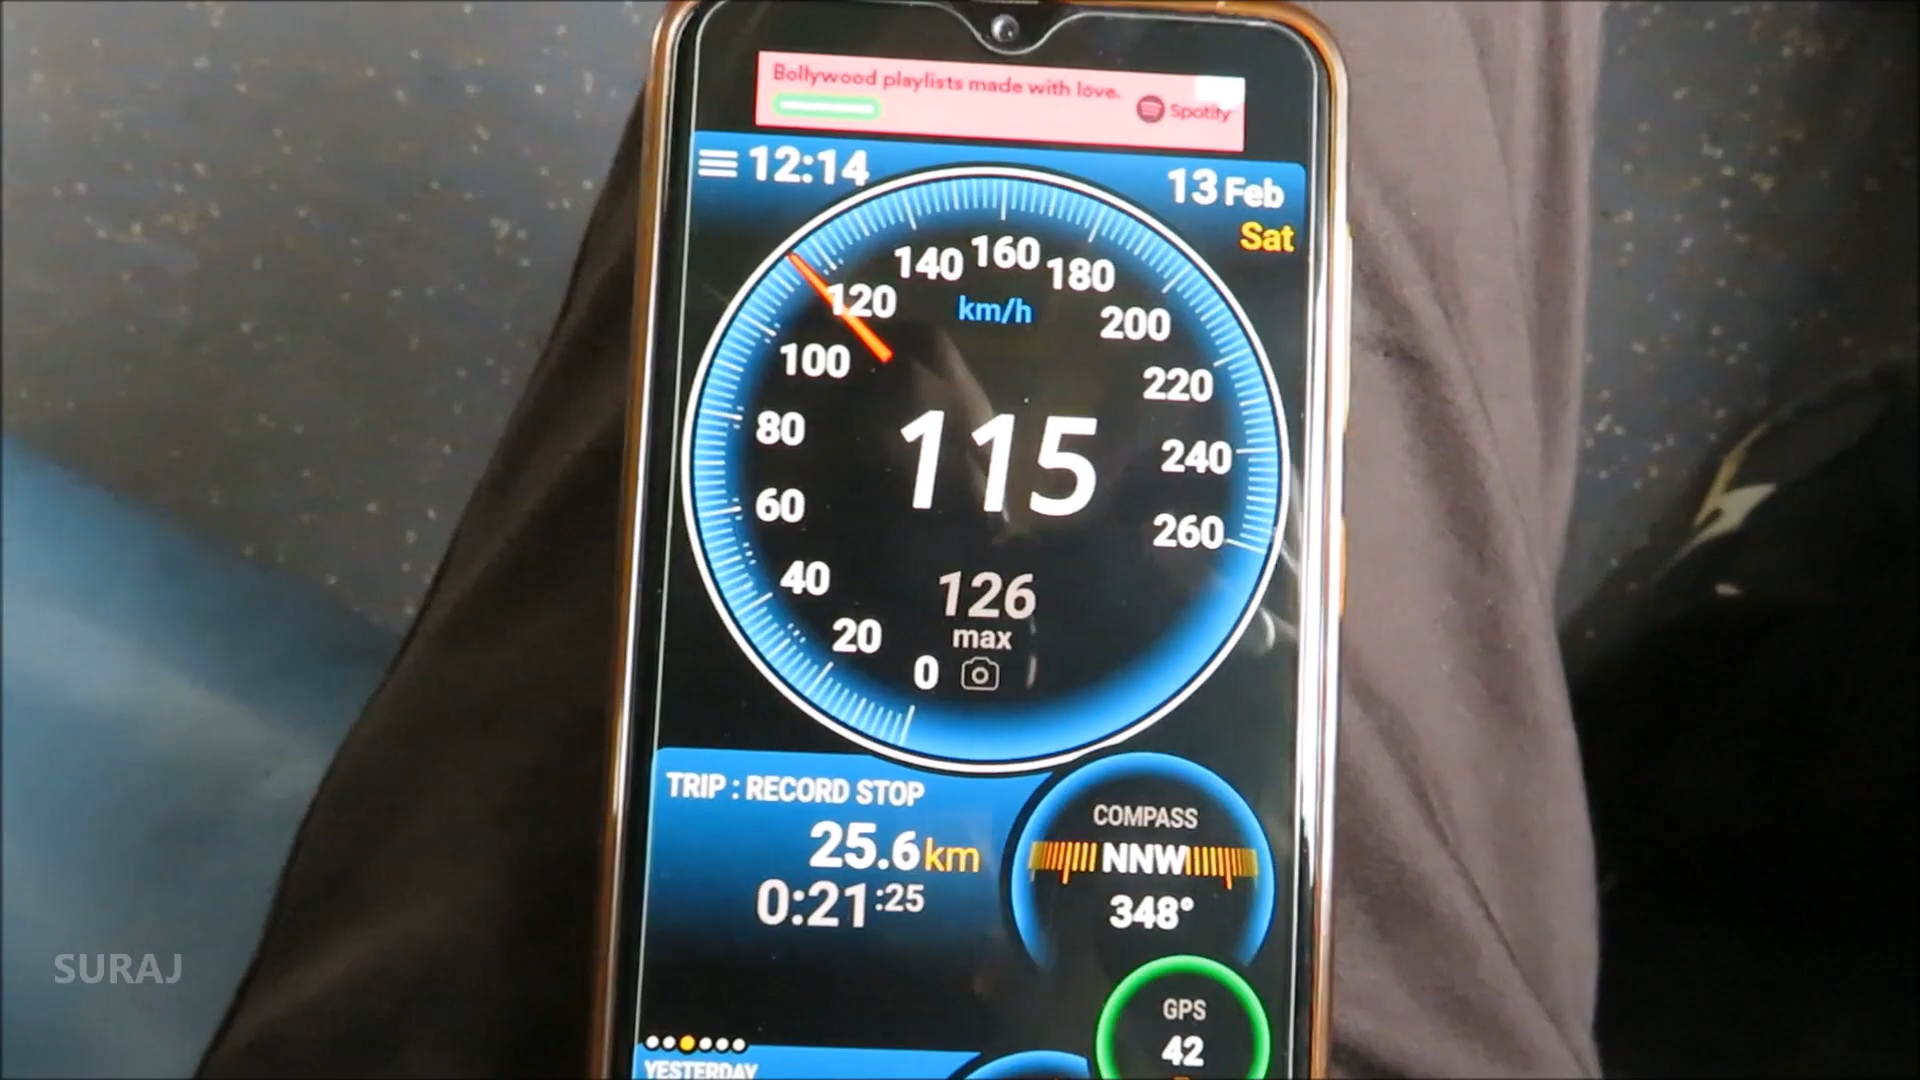 Bollywood playlists made with love.
Spotify
12:14
13 Feb
Sat
140 160 180
120
km/h
200
100
220
80
115
240
60
260
40
126
20
max
0
TRIP : RECORD STOP
25.6 km
0:21:25
COMPASS
NNW
348°
GPS
42
YESTERDAY
SURAJ